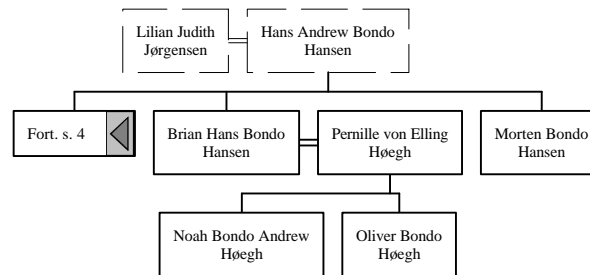 Lilian Judith
Jørgensen
Hans Andrew Bondo
Hansen
Fort. s. 4
Brian Hans Bondo
Hansen
Pernille von Elling
Høegh
Morten Bondo
Hansen
Noah Bondo Andrew
Høegh
Oliver Bondo
Høegh